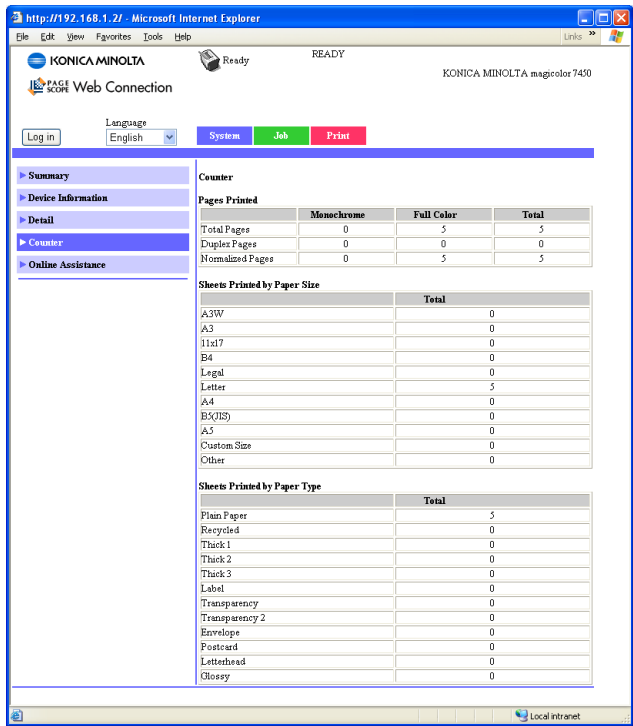 http://192.168.1.2/ - Microsoft Internet Explorer
File Edit View Favorites Tools Help Links »
KONICA MINOLTA Ready READY
KONICA MINOLTA magicolor 7450
PAGE SCOPE Web Connection
Language
Log in English System Job Print
Summary
Device Information
Detail
Counter
Online Assistance
Counter
Pages Printed
Monochrome Full Color Total
Total Pages 0 5 5
Duplex Pages 0 0 0
Normalized Pages 0 5 5
Sheets Printed by Paper Size
Total
A3W 0
A3 0
11x17 0
B4 0
Legal 0
Letter 5
A4 0
B5(JIS) 0
A5 0
Custom Size 0
Other 0
Sheets Printed by Paper Type
Total
Plain Paper 5
Recycled 0
Thick 1 0
Thick 2 0
Thick 3 0
Label 0
Transparency 0
Transparency 2 0
Envelope 0
Postcard 0
Letterhead 0
Glossy 0
Local intranet